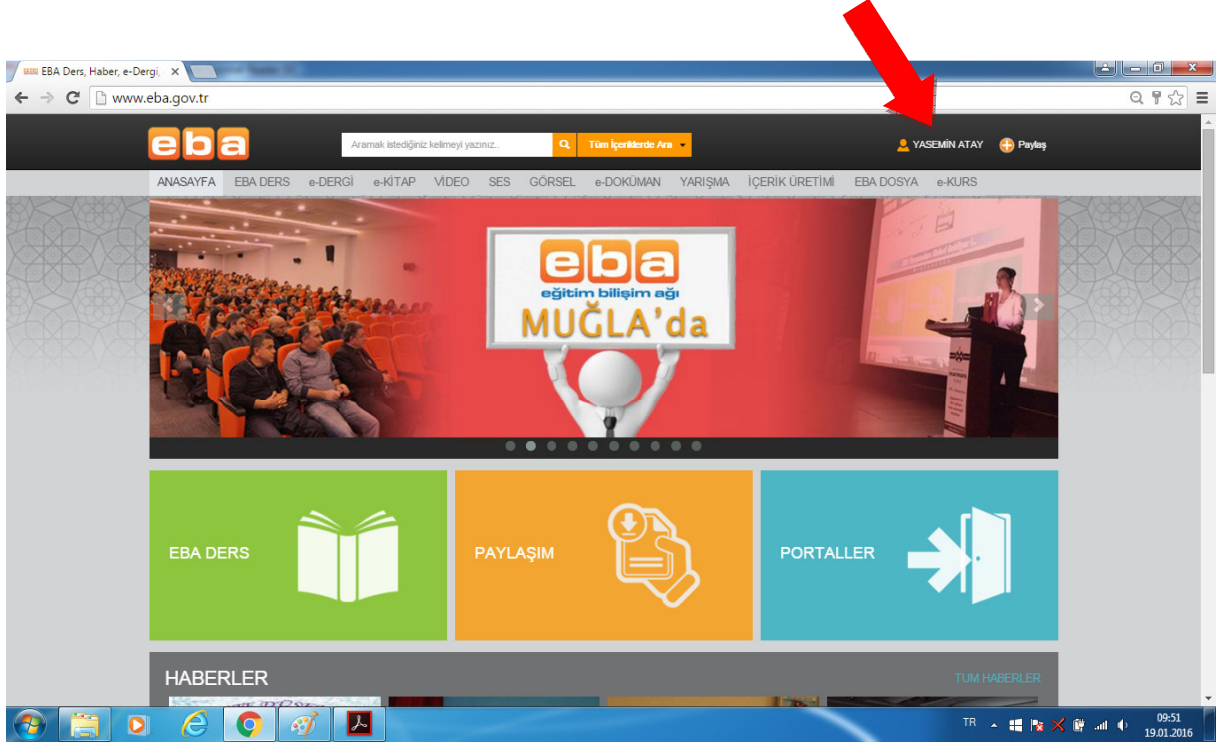 EBA Ders, Haber, e-Dergi,
www.eba.gov.tr
eba
Aramak istediğiniz kelimeyi yazınız..
Tüm İçeriklerde Ara
YASEMİN ATAY
Paylaş
ANASAYFA EBA DERS e-DERGİ e-KİTAP VİDEO SES GÖRSEL e-DOKÜMAN YARIŞMA İÇERİK ÜRETİMİ EBA DOSYA e-KURS
eba
eğitim bilişim ağı
MUĞLA'da
EBA DERS
PAYLAŞIM
PORTALLER
HABERLER
TÜM HABERLER
TR
09:51
19.01.2016